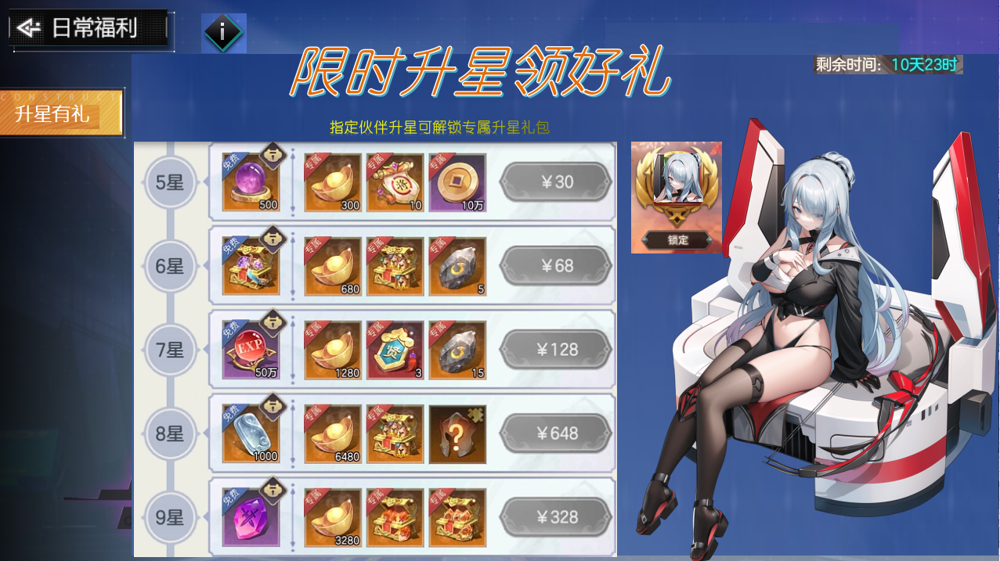 日常福利
i
限时升星领好礼
剩余时间: 10天23时
CONSTRUCT
升星有礼
指定伙伴升星可解锁专属升星礼包
5星
免费
500
专属
300
专属
10
专属
10万
¥30
锁定
6星
免费
专属
680
专属
专属
5
¥68
7星
免费
EXP
50万
专属
1280
专属
贤
3
专属
15
¥128
8星
免费
1000
专属
6480
专属
?
¥648
9星
免费
专属
3280
专属
专属
¥328